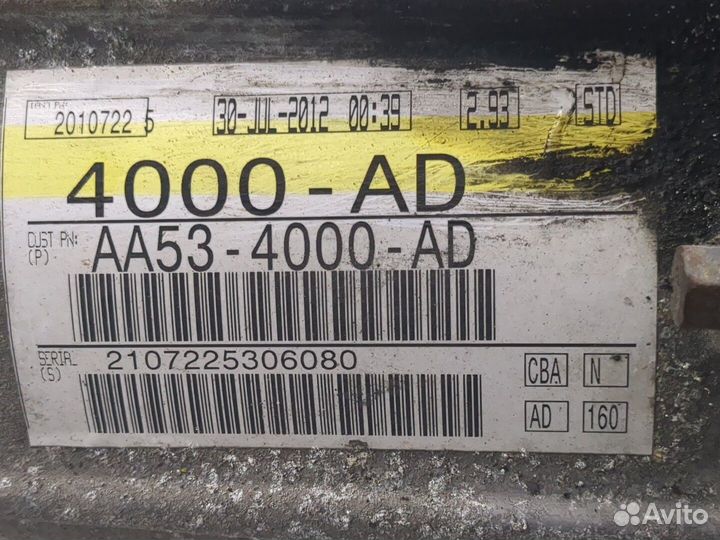 2010722 5 30-JUL-2012 00:39 2.93 STD
4000-AD
CUST PN: AA53-4000-AD
(P)
SERIAL 2107225306080
(S)
CBA N
AD 160
Avito